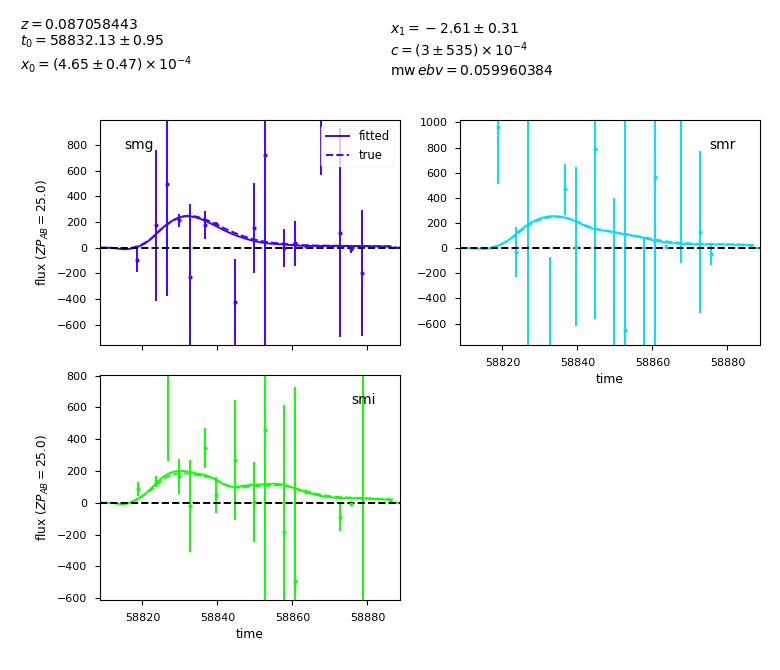 z = 0.087058443
t₀ = 58832.13 ± 0.95
x₀ = (4.65 ± 0.47) × 10⁻⁴
x₁ = −2.61 ± 0.31
c = (3 ± 535) × 10⁻⁴
mw ebv = 0.059960384
smg
fitted
true
800
600
400
200
0
−200
−400
−600
flux (ZP_AB = 25.0)
smr
1000
800
600
400
200
0
−200
−400
−600
58820 58840 58860 58880
time
smi
800
600
400
200
0
−200
−400
−600
flux (ZP_AB = 25.0)
58820 58840 58860 58880
time